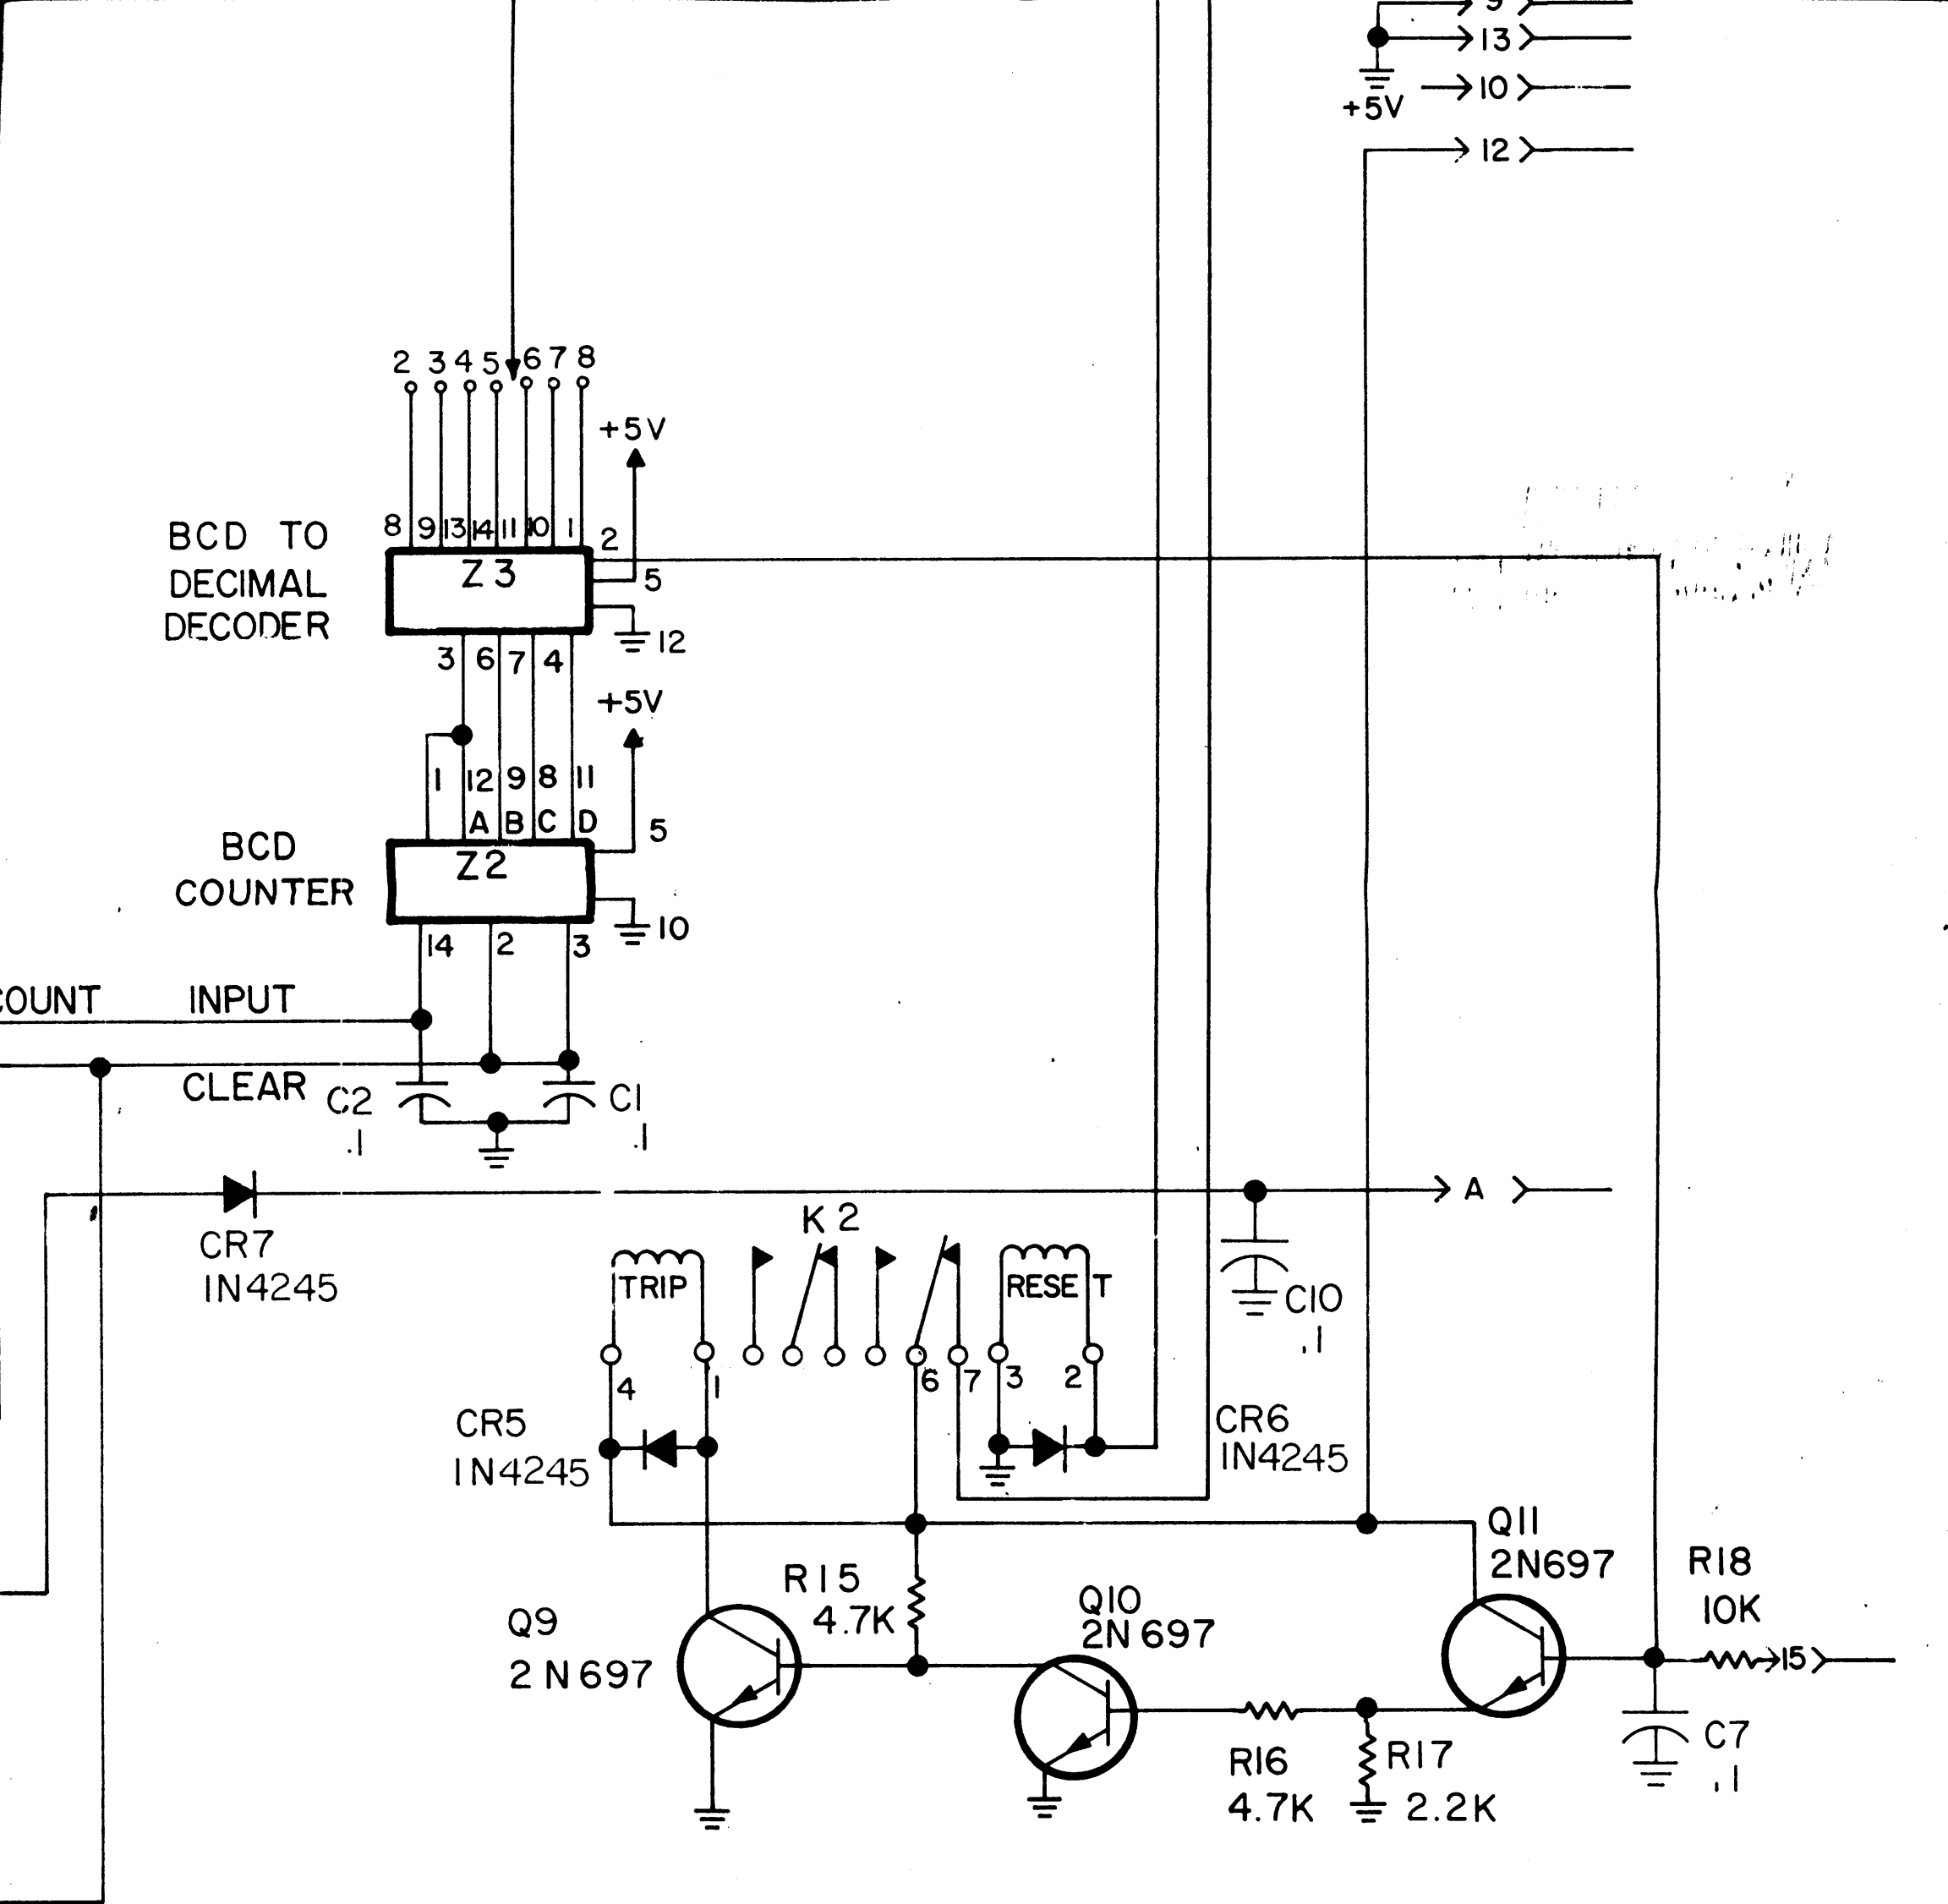 9
13
10
+5V
12
2 3 4 5 6 7 8
+5V
8 9 13 14 11 10 1 2
BCD TO
DECIMAL
DECODER
Z3
5
12
3 6 7 4
+5V
1 12 9 8 11
A B C D
5
BCD
COUNTER
Z2
10
14 2 3
COUNT INPUT
CLEAR
C2
.1
C1
.1
A
CR7
1N4245
K2
TRIP
RESET
C10
.1
4 1 6 7 3 2
CR5
1N4245
CR6
1N4245
Q11
2N697
R18
10K
R15
4.7K
Q10
2N697
Q9
2N697
15
R16
4.7K
R17
2.2K
C7
.1